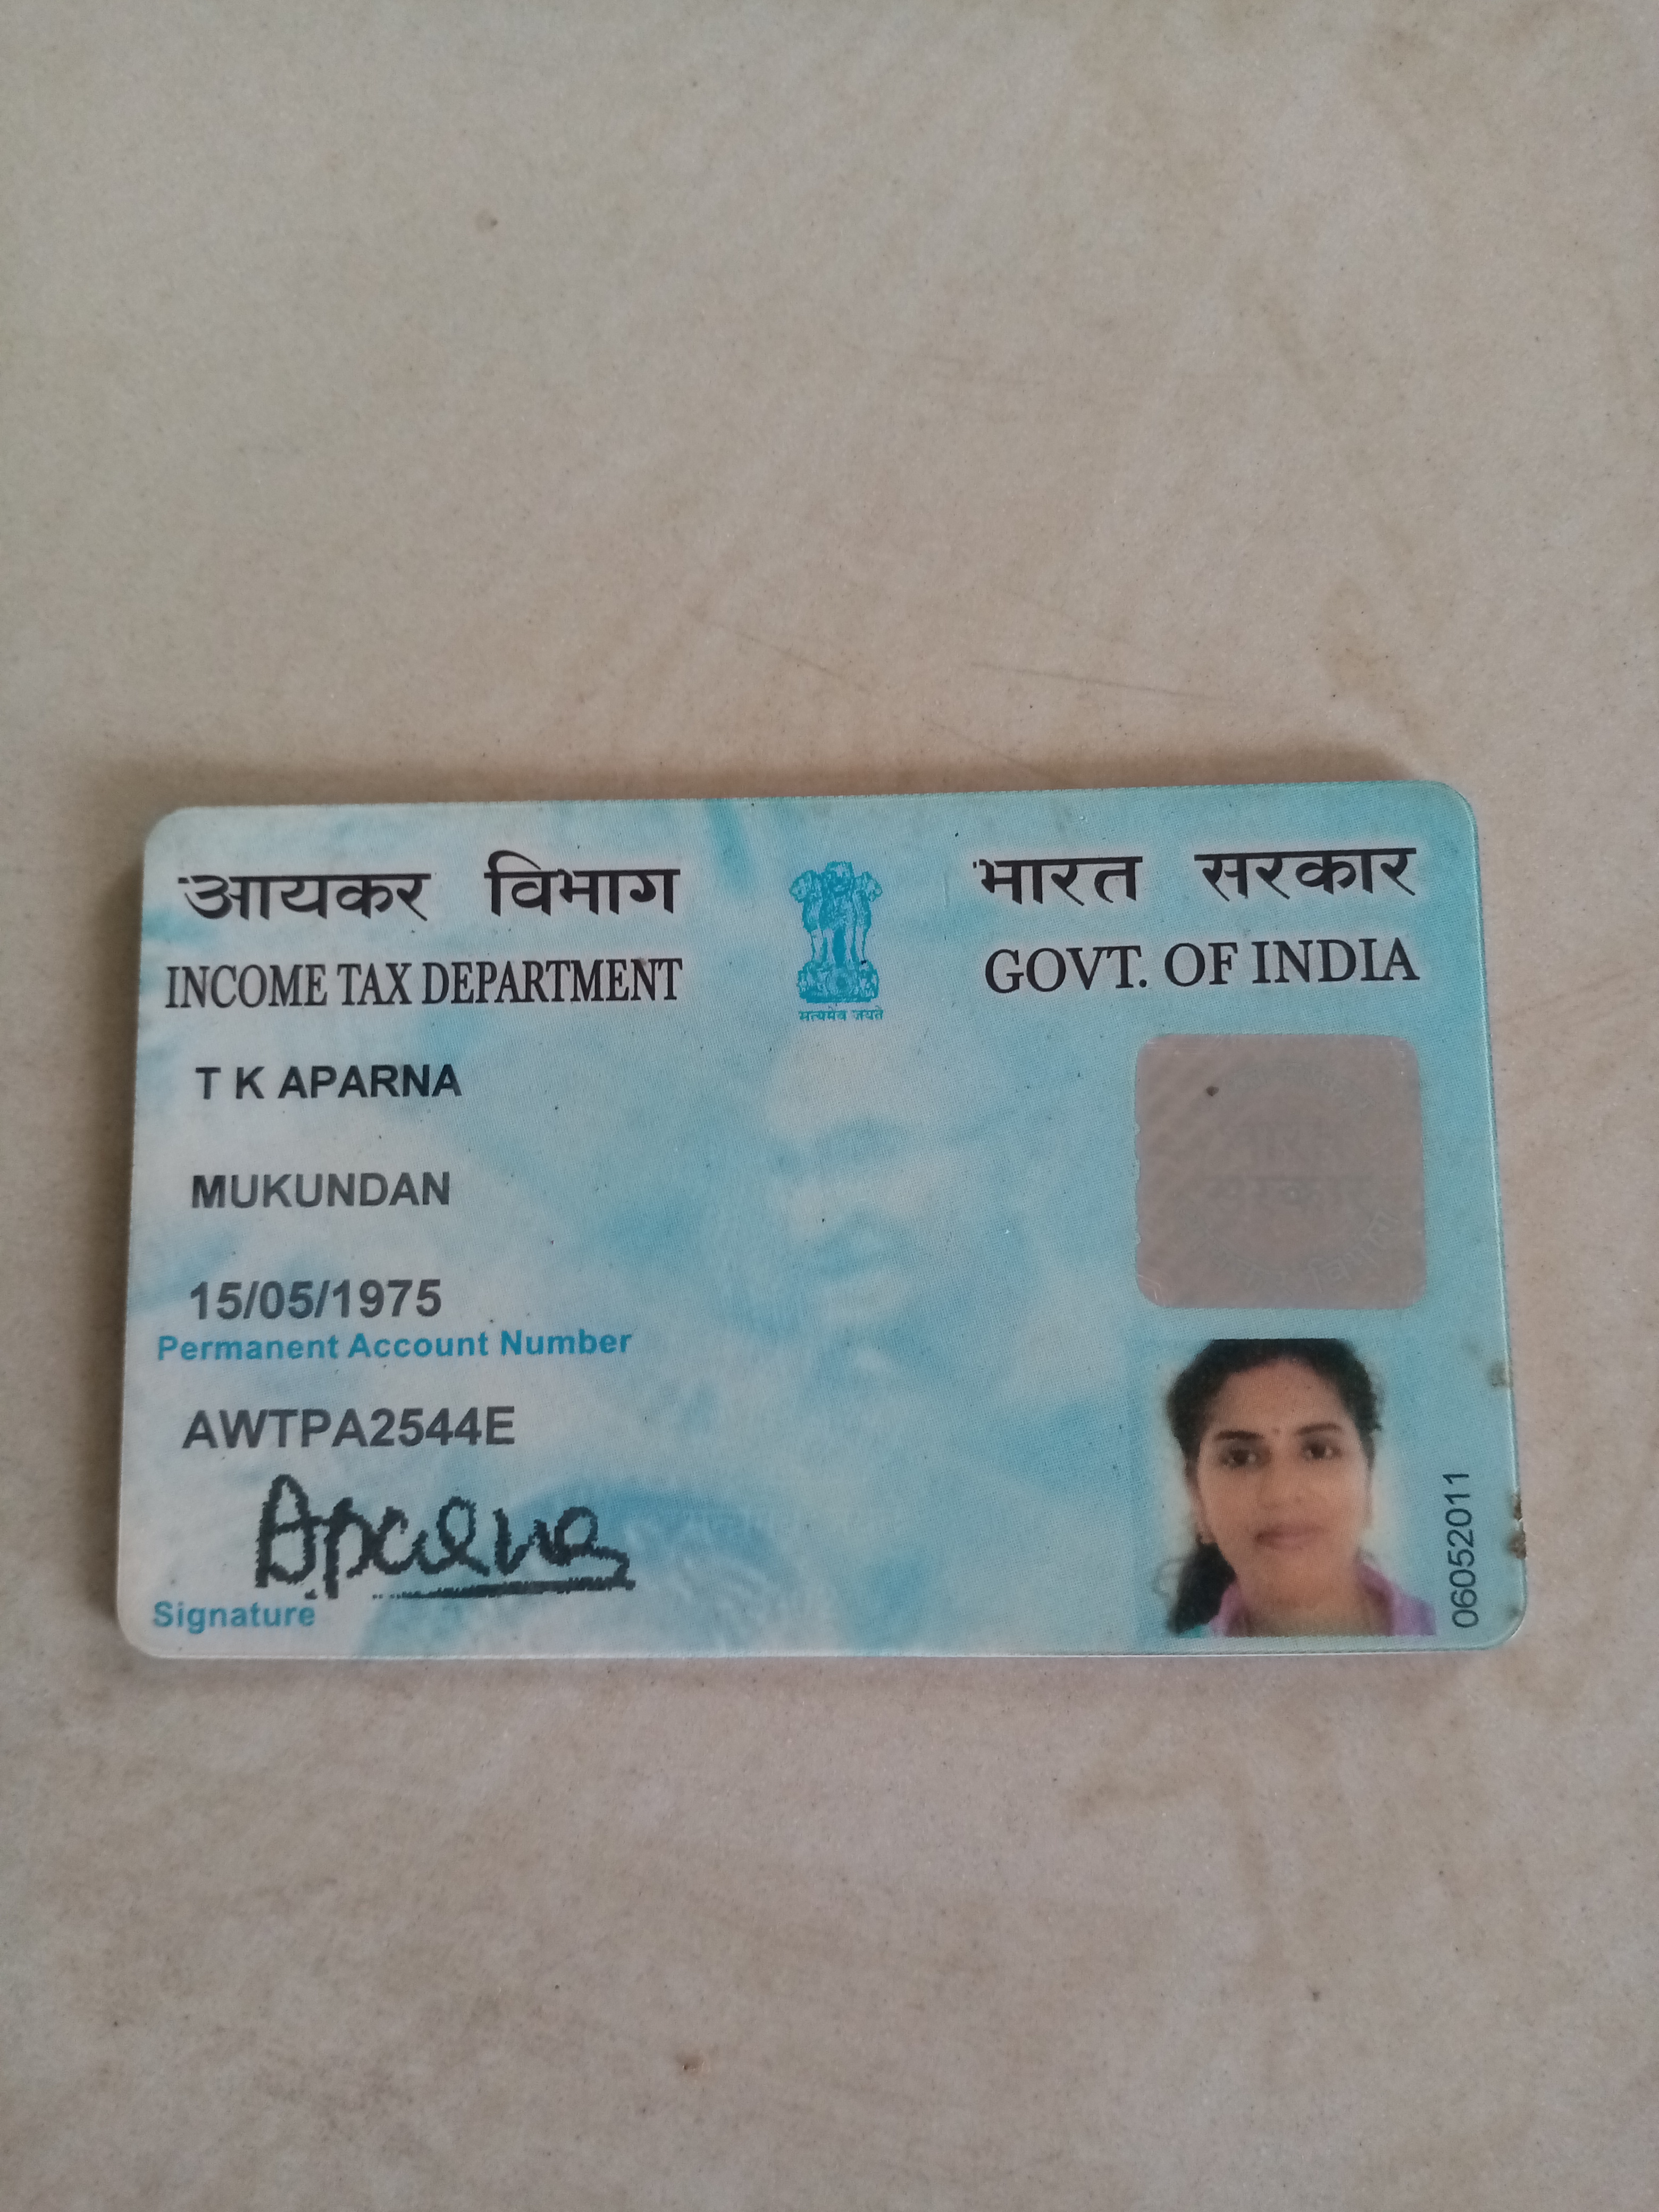 आयकर विभाग
INCOME TAX DEPARTMENT
सत्यमेव जयते
भारत सरकार
GOVT. OF INDIA
T K APARNA
MUKUNDAN
15/05/1975
Permanent Account Number
AWTPA2544E
Aparna
Signature
06052011